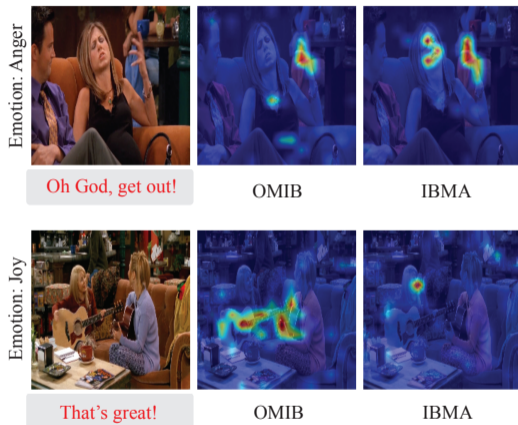 Emotion: Anger
Oh God, get out!
OMIB
IBMA
Emotion: Joy
That's great!
OMIB
IBMA